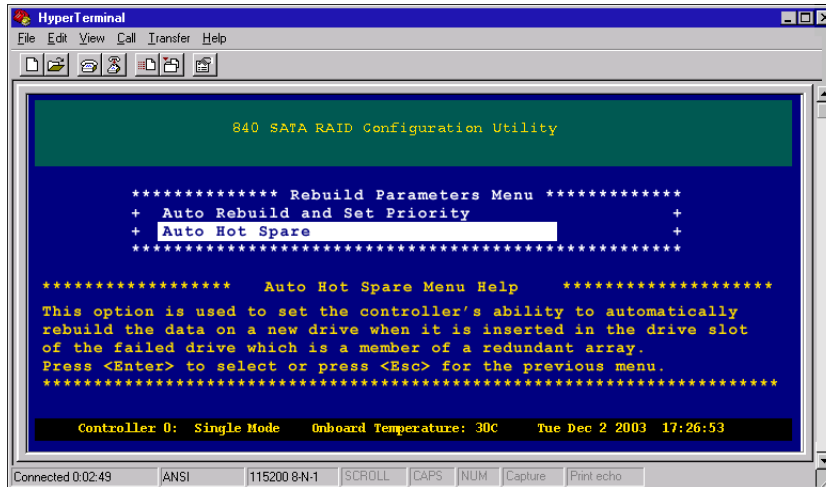 HyperTerminal
File Edit View Call Transfer Help
840 SATA RAID Configuration Utility
************** Rebuild Parameters Menu *************
+ Auto Rebuild and Set Priority +
+ Auto Hot Spare +
****************************************************
****************** Auto Hot Spare Menu Help ********************
This option is used to set the controller's ability to automatically
rebuild the data on a new drive when it is inserted in the drive slot
of the failed drive which is a member of a redundant array.
Press <Enter> to select or press <Esc> for the previous menu.
**********************************************************************
Controller 0: Single Mode Onboard Temperature: 30C Tue Dec 2 2003 17:26:53
Connected 0:02:49 ANSI 115200 8-N-1 SCROLL CAPS NUM Capture Print echo